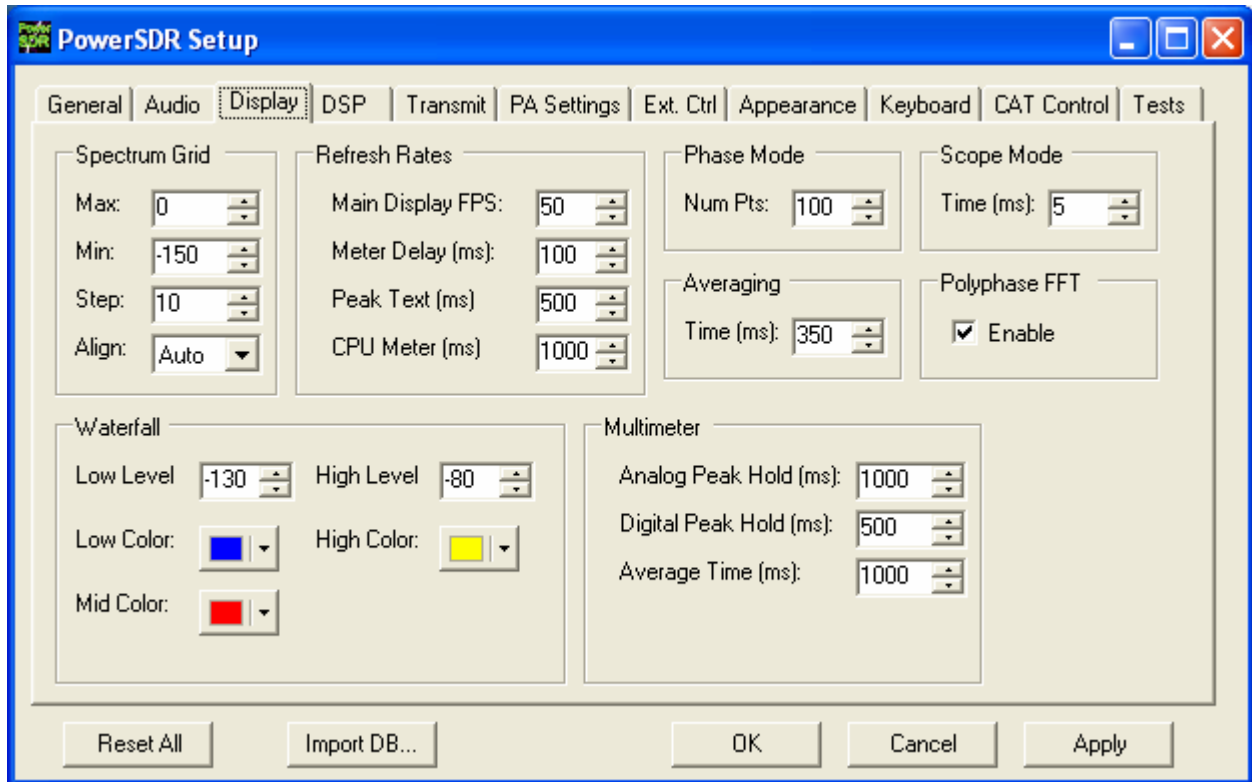 PowerSDR Setup
General Audio Display DSP Transmit PA Settings Ext. Ctrl Appearance Keyboard CAT Control Tests
Spectrum Grid
Max: 0
Min: -150
Step: 10
Align: Auto
Refresh Rates
Main Display FPS: 50
Meter Delay (ms): 100
Peak Text (ms) 500
CPU Meter (ms) 1000
Phase Mode
Num Pts: 100
Scope Mode
Time (ms): 5
Averaging
Time (ms): 350
Polyphase FFT
Enable
Waterfall
Low Level -130 High Level -80
Low Color: High Color:
Mid Color:
Multimeter
Analog Peak Hold (ms): 1000
Digital Peak Hold (ms): 500
Average Time (ms): 1000
Reset All Import DB... OK Cancel Apply